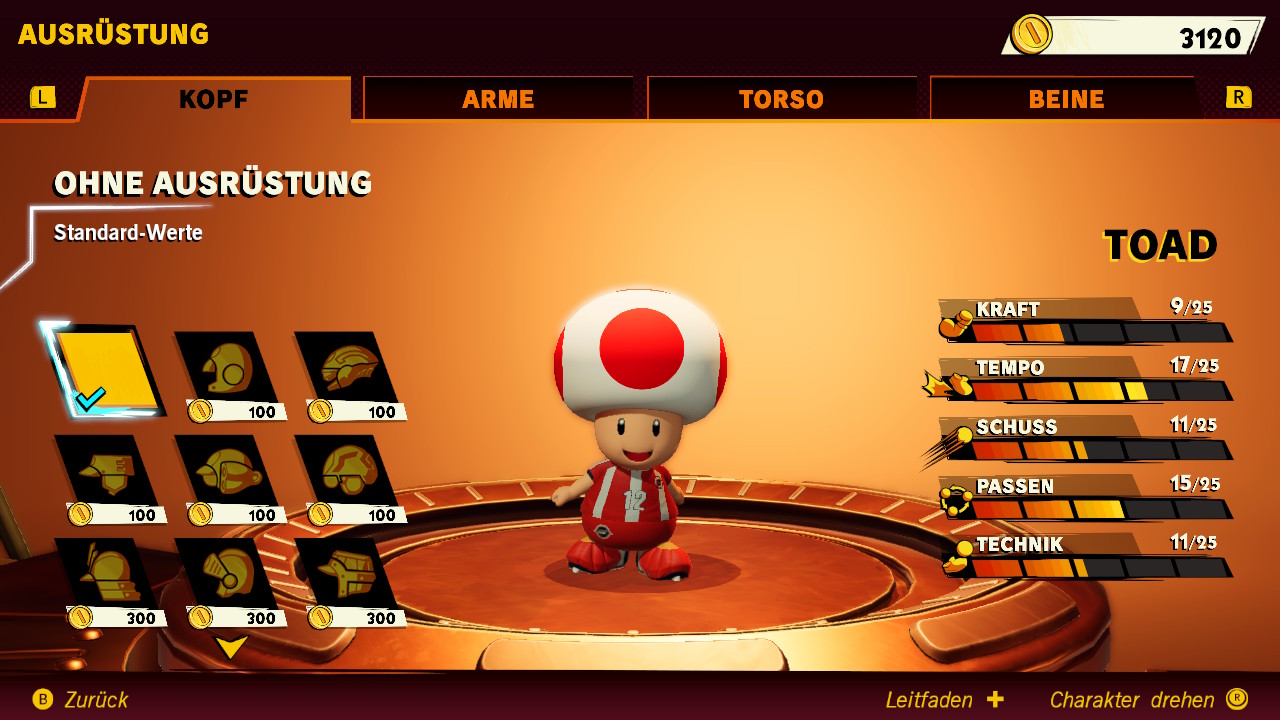 AUSRÜSTUNG
3120
L
KOPF
ARME
TORSO
BEINE
R
OHNE AUSRÜSTUNG
Standard-Werte
100
100
100
100
100
300
300
300
12
TOAD
KRAFT 9/25
TEMPO 17/25
SCHUSS 11/25
PASSEN 15/25
TECHNIK 11/25
B Zurück
Leitfaden
Charakter drehen R